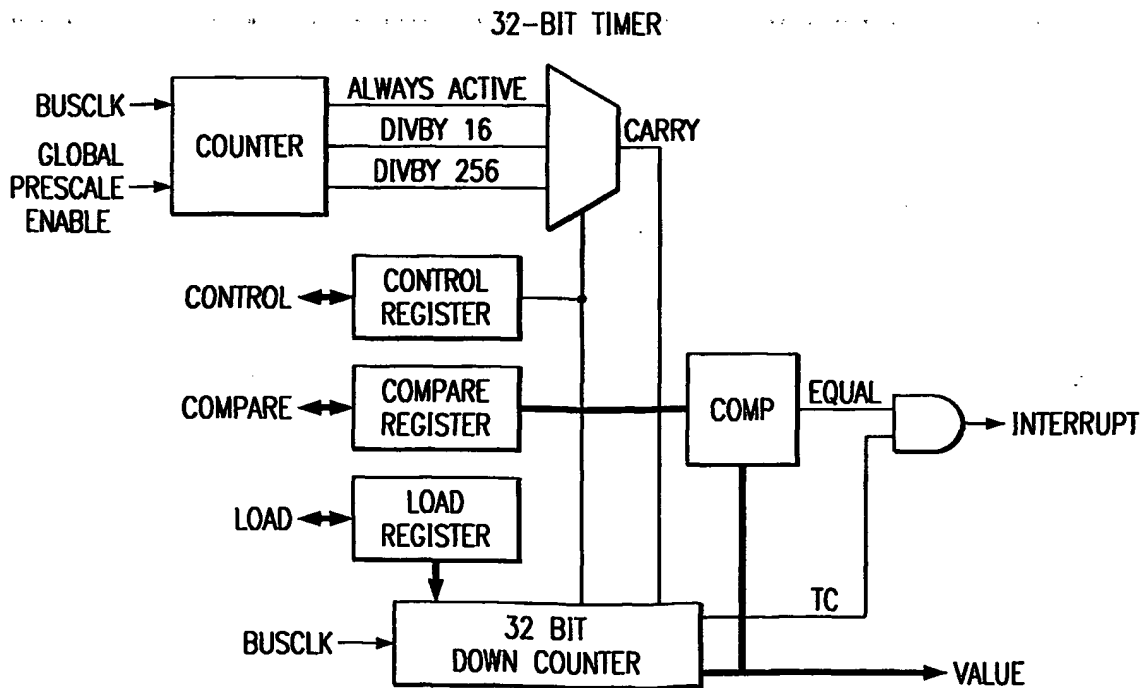 32-BIT TIMER
BUSCLK
GLOBAL
PRESCALE
ENABLE
COUNTER
ALWAYS ACTIVE
DIVBY 16
DIVBY 256
CARRY
CONTROL
CONTROL
REGISTER
COMPARE
COMPARE
REGISTER
COMP
EQUAL
INTERRUPT
LOAD
LOAD
REGISTER
TC
BUSCLK
32 BIT
DOWN COUNTER
VALUE